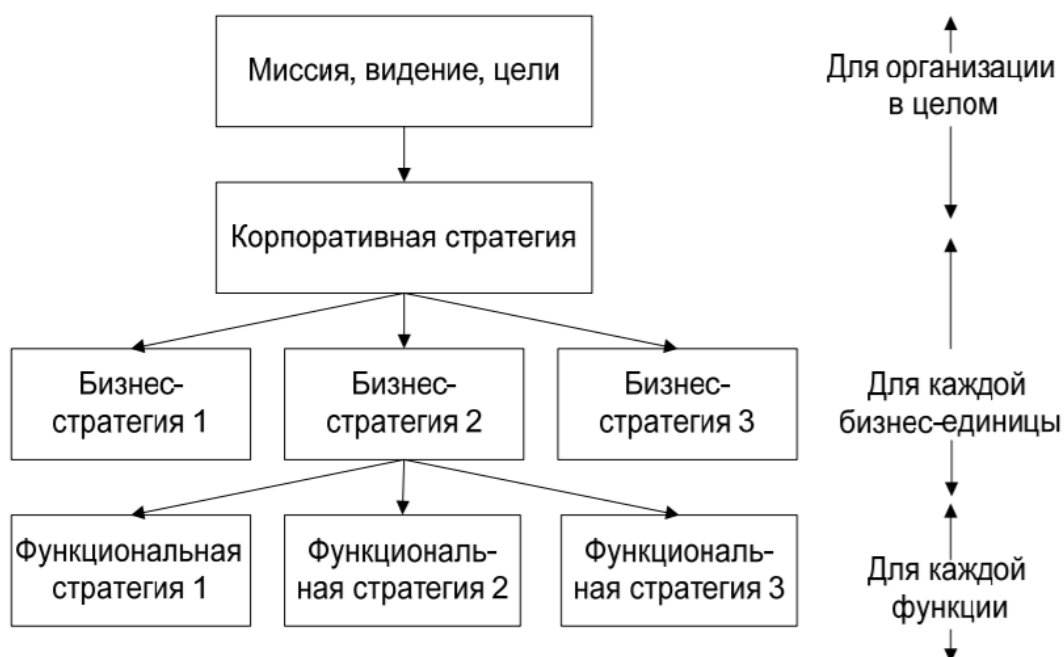 Миссия, видение, цели
Для организации
в целом
Корпоративная стратегия
Бизнес-
стратегия 1
Бизнес-
стратегия 2
Бизнес-
стратегия 3
Для каждой
бизнес-единицы
Функциональная
стратегия 1
Функциональ-
ная стратегия 2
Функциональ-
ная стратегия 3
Для каждой
функции